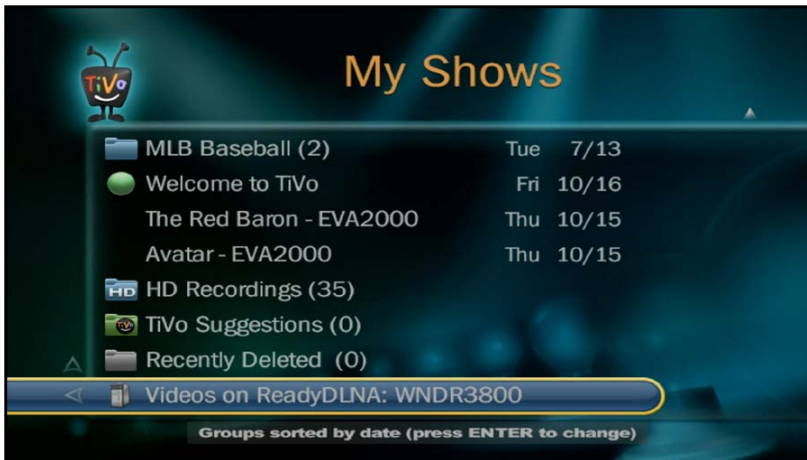 TiVo
My Shows
MLB Baseball (2) Tue 7/13
Welcome to TiVo Fri 10/16
The Red Baron - EVA2000 Thu 10/15
Avatar - EVA2000 Thu 10/15
HD HD Recordings (35)
TiVo TiVo Suggestions (0)
Recently Deleted (0)
Videos on ReadyDLNA: WNDR3800
Groups sorted by date (press ENTER to change)